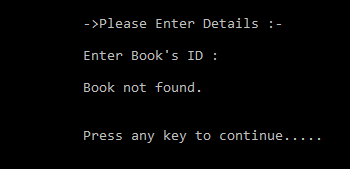 ->Please Enter Details :-
Enter Book's ID :
Book not found.
Press any key to continue.....